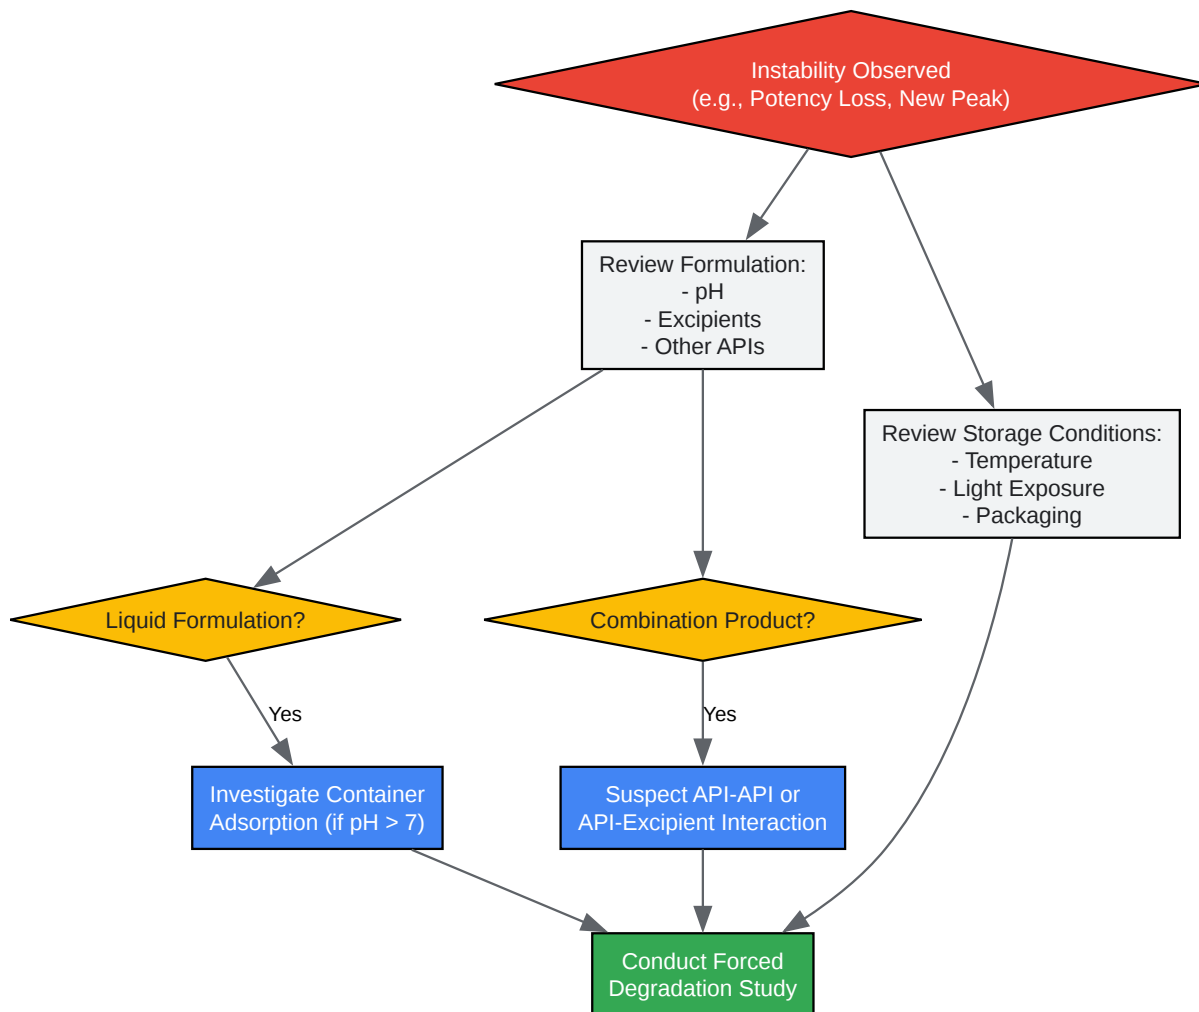 Instability Observed
(e.g., Potency Loss, New Peak)
Review Formulation:
- pH
- Excipients
- Other APIs
Review Storage Conditions:
- Temperature
- Light Exposure
- Packaging
Liquid Formulation?
Combination Product?
Yes
Yes
Investigate Container
Adsorption (if pH > 7)
Suspect API-API or
API-Excipient Interaction
Conduct Forced
Degradation Study